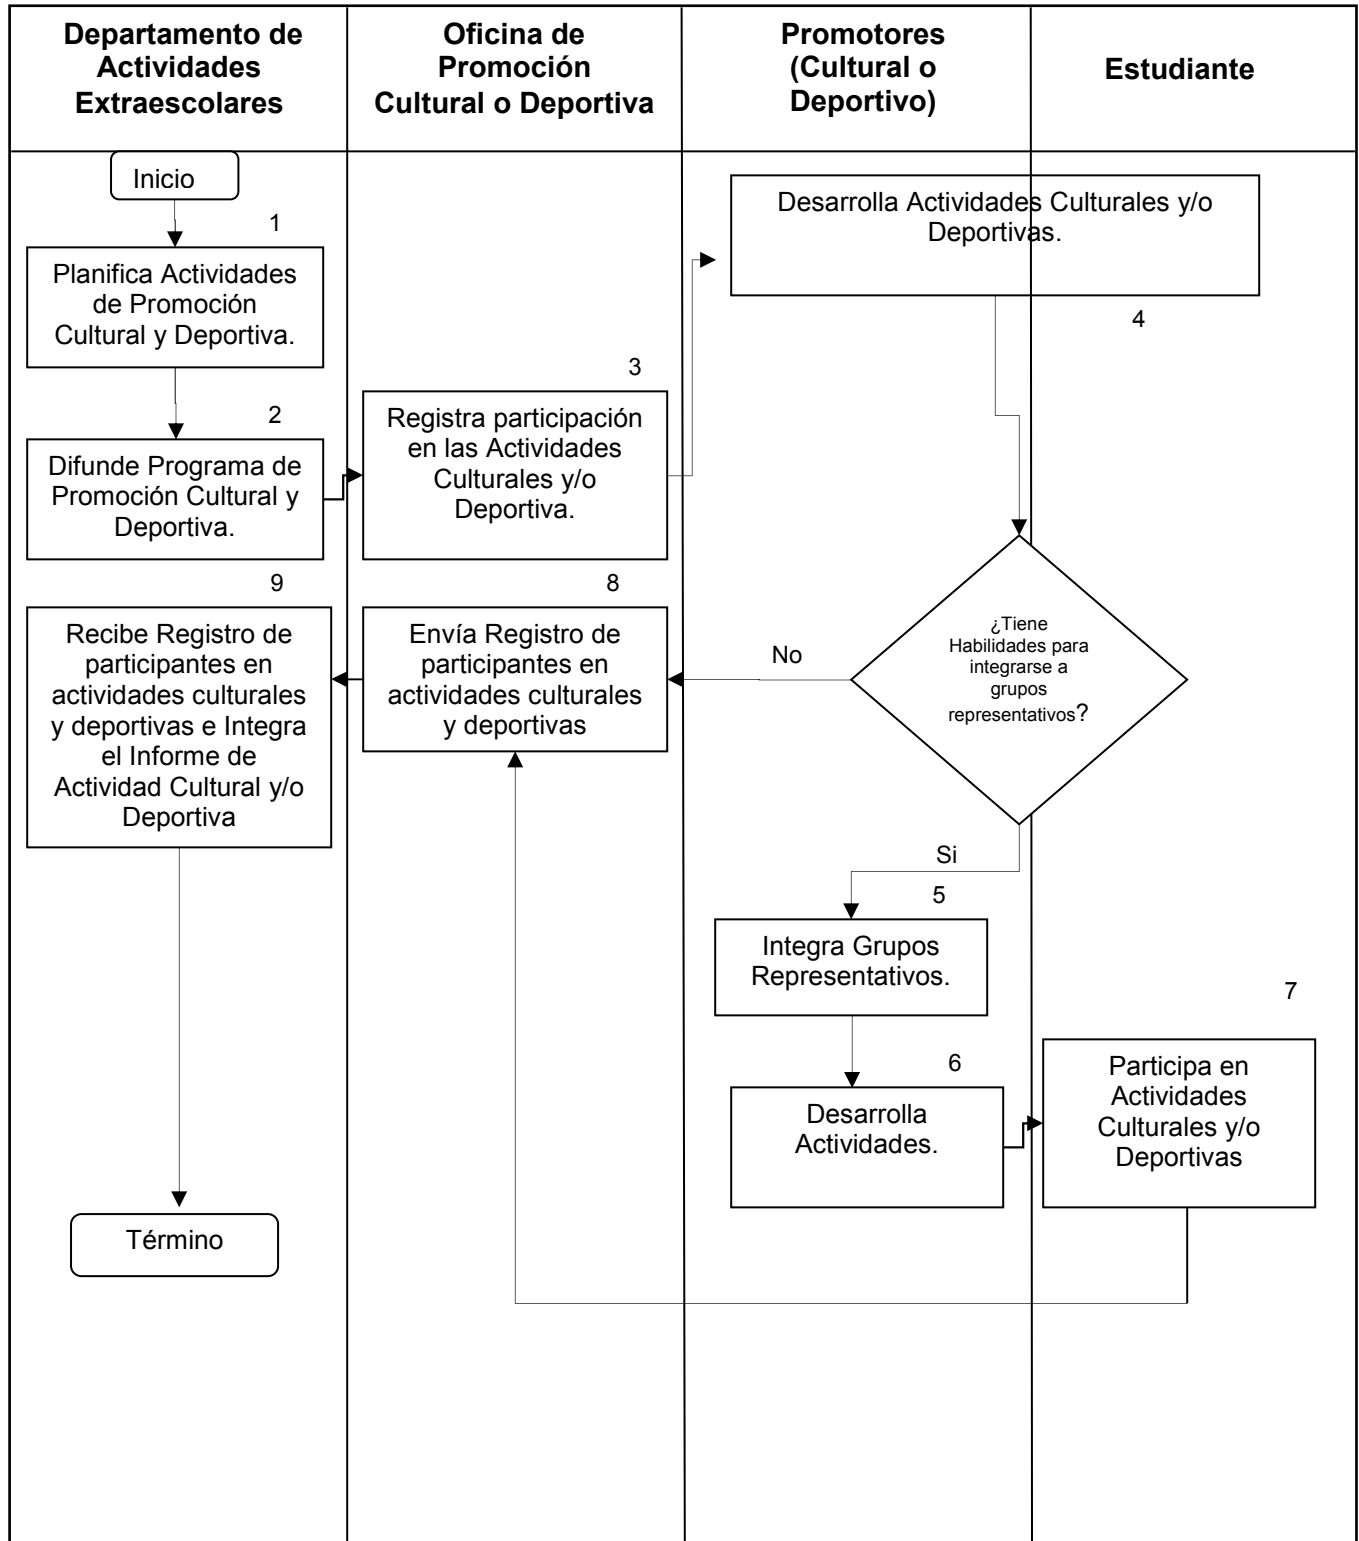 Departamento de
Actividades
Extraescolares
Oficina de
Promoción
Cultural o Deportiva
Promotores
(Cultural o
Deportivo)
Estudiante
Inicio
1
Planifica Actividades
de Promoción
Cultural y Deportiva.
2
Difunde Programa de
Promoción Cultural y
Deportiva.
3
Registra participación
en las Actividades
Culturales y/o
Deportiva.
Desarrolla Actividades Culturales y/o
Deportivas.
4
¿Tiene
Habilidades para
integrarse a
grupos
representativos?
No
Si
5
Integra Grupos
Representativos.
6
Desarrolla
Actividades.
7
Participa en
Actividades
Culturales y/o
Deportivas
8
Envía Registro de
participantes en
actividades culturales
y deportivas
9
Recibe Registro de
participantes en
actividades culturales
y deportivas e Integra
el Informe de
Actividad Cultural y/o
Deportiva
Término